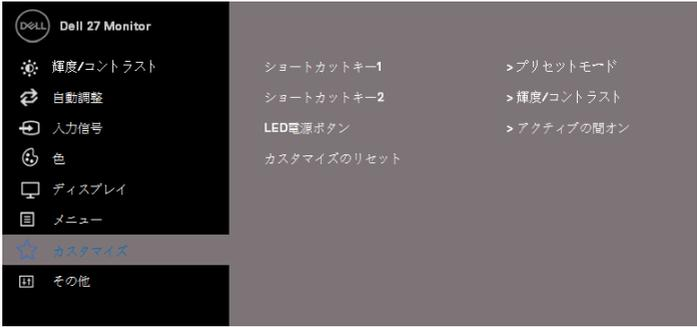 DELL Dell 27 Monitor
輝度/コントラスト ショートカットキー1 >プリセットモード
自動調整 ショートカットキー2 >輝度/コントラスト
入力信号 LED電源ボタン >アクティブの間オン
色 カスタマイズのリセット
ディスプレイ
メニュー
カスタマイズ
その他